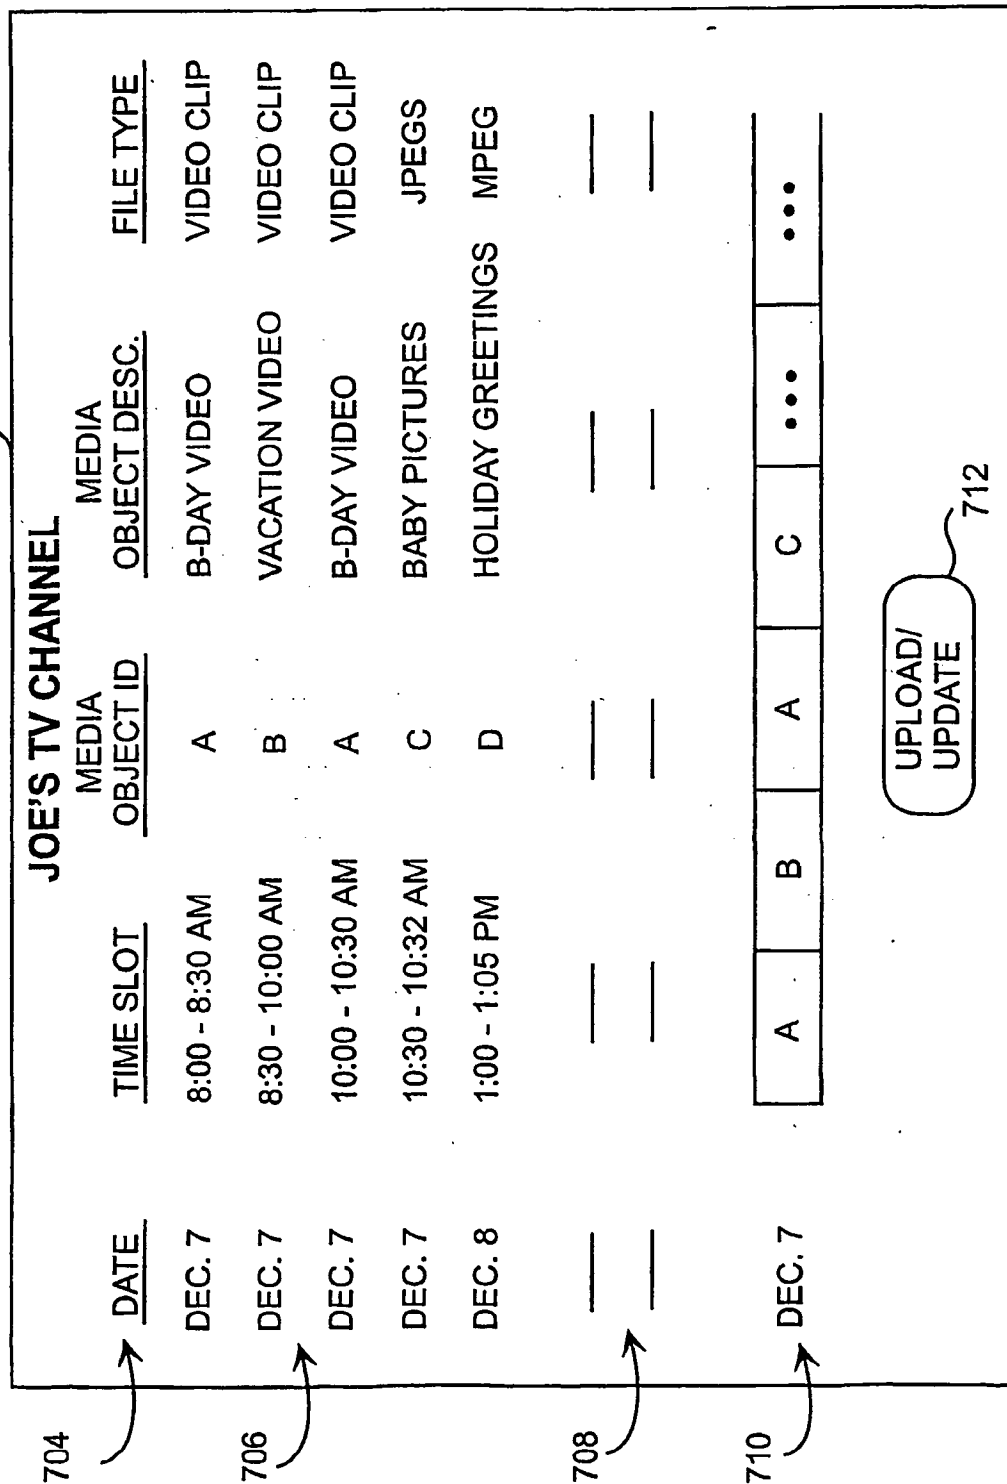 JOE'S TV CHANNEL
704 DATE TIME SLOT MEDIA OBJECT ID MEDIA OBJECT DESC. FILE TYPE
DEC. 7 8:00 - 8:30 AM A B-DAY VIDEO VIDEO CLIP
706 DEC. 7 8:30 - 10:00 AM B VACATION VIDEO VIDEO CLIP
DEC. 7 10:00 - 10:30 AM A B-DAY VIDEO VIDEO CLIP
DEC. 7 10:30 - 10:32 AM C BABY PICTURES JPEGS
DEC. 8 1:00 - 1:05 PM D HOLIDAY GREETINGS MPEG
708
710 DEC. 7 A B A C ••• •••
UPLOAD/
UPDATE
712